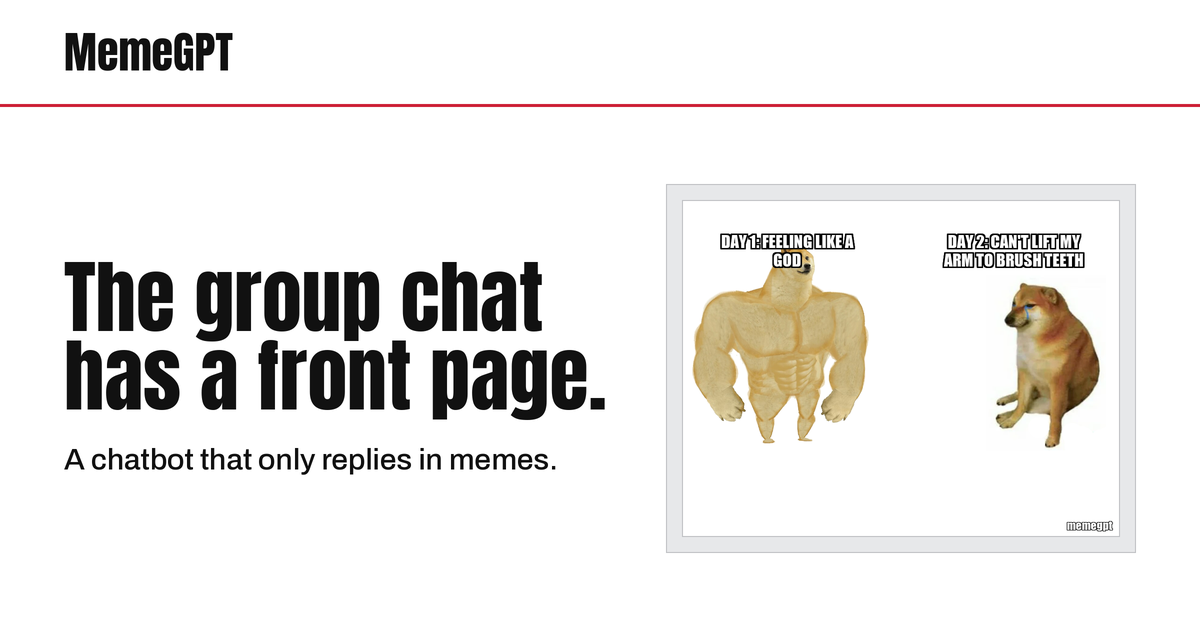 MemeGPT
The group chat
has a front page.
A chatbot that only replies in memes.
DAY 1: FEELING LIKE A
GOD
DAY 2: CAN'T LIFT MY
ARM TO BRUSH TEETH
memegpt